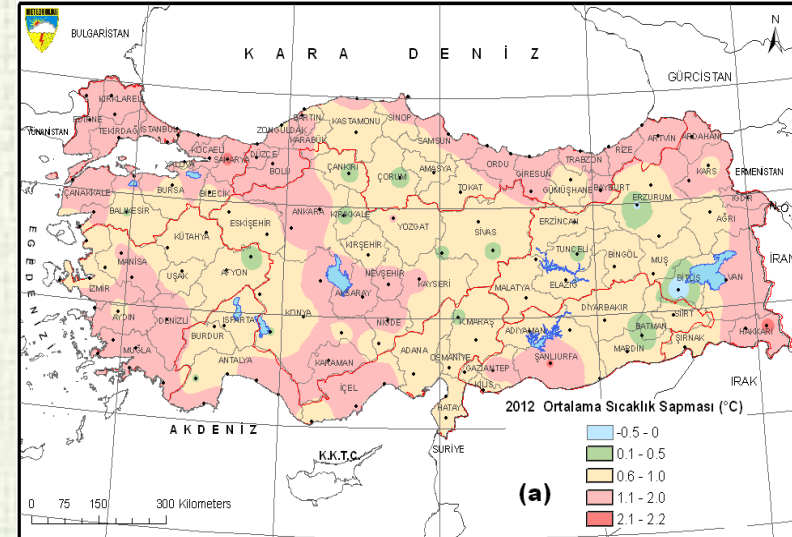 METEOROLOJİ
BULGARİSTAN
KARA DENİZ
N
GÜRCİSTAN
KIRKLARELİ
EDİRNE
YUNANİSTAN
TEKİRDAĞ
İSTANBUL
KOCAELİ
YALOVA
SAKARYA
DÜZCE
BOLU
ZONGULDAK
BARTIN
KARABÜK
KASTAMONU
SİNOP
SAMSUN
ÇANKIRI
ÇORUM
AMASYA
TOKAT
ORDU
GİRESUN
TRABZON
RİZE
ARTVİN
ARDAHAN
GÜMÜŞHANE
BAYBURT
KARS
ERMENİSTAN
IĞDIR
ÇANAKKALE
BURSA
BİLECİK
BALIKESİR
ESKİŞEHİR
ANKARA
KIRIKKALE
YOZGAT
SİVAS
ERZİNCAN
ERZURUM
AĞRI
N.Ö.
KÜTAHYA
KIRŞEHİR
TUNCELİ
BİNGÖL
MUŞ
İRAN
EGE DENİZİ
MANİSA
İZMİR
UŞAK
AFYON
NEVŞEHİR
AKSARAY
KAYSERİ
MALATYA
ELAZIĞ
BİTLİS
VAN
AYDIN
DENİZLİ
ISPARTA
BURDUR
KONYA
NİĞDE
K.MARAŞ
ADIYAMAN
DİYARBAKIR
BATMAN
SİİRT
ŞIRNAK
HAKKARİ
MUĞLA
ANTALYA
KARAMAN
İÇEL
ADANA
OSMANİYE
GAZİANTEP
KİLİS
ŞANLIURFA
MARDİN
HATAY
IRAK
AKDENİZ
K.K.T.C.
SURİYE
2012 Ortalama Sıcaklık Sapması (°C)
-0.5 - 0
0.1 - 0.5
0.6 - 1.0
1.1 - 2.0
2.1 - 2.2
(a)
0 75 150 300 Kilometers